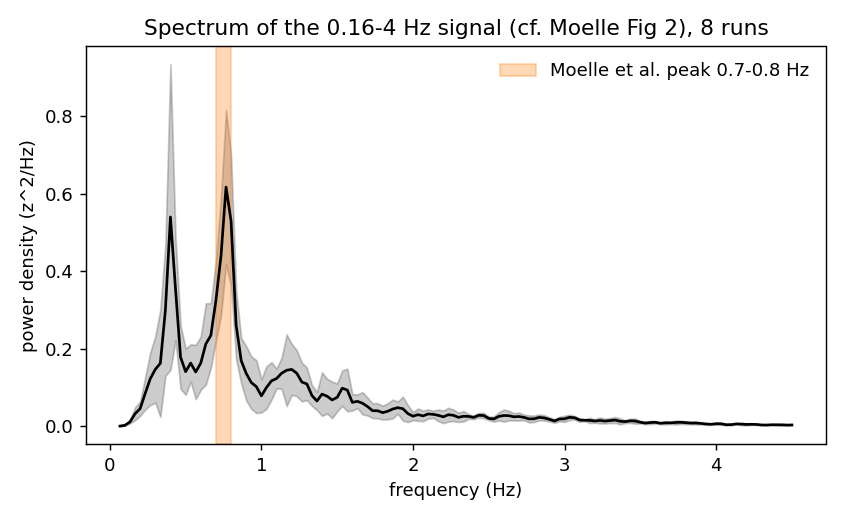 Spectrum of the 0.16-4 Hz signal (cf. Moelle Fig 2), 8 runs
Moelle et al. peak 0.7-0.8 Hz
power density (z^2/Hz)
0.8
0.6
0.4
0.2
0.0
0 1 2 3 4
frequency (Hz)